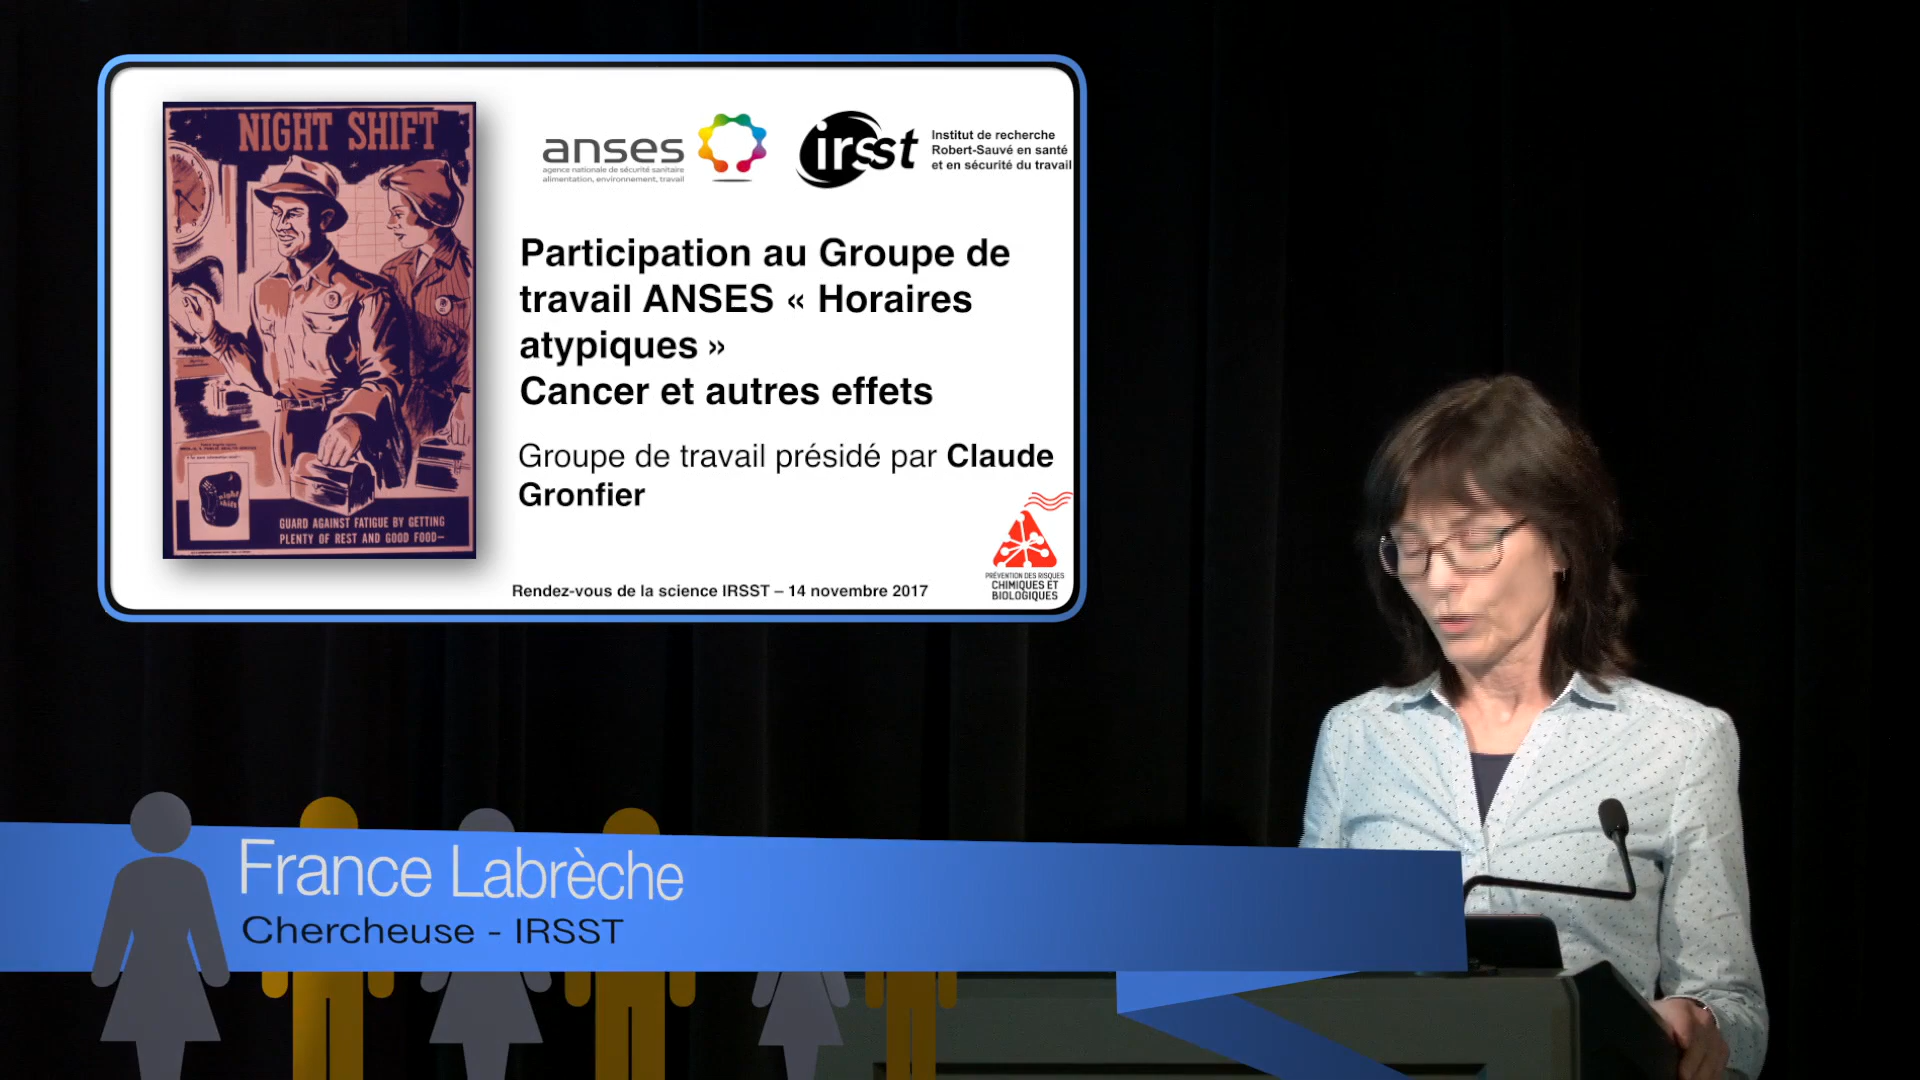 NIGHT SHIFT
GUARD AGAINST FATIGUE BY GETTING
PLENTY OF REST AND GOOD FOOD—
night
shift
anses
agence nationale de sécurité sanitaire
alimentation, environnement, travail
irsst
Institut de recherche
Robert-Sauvé en santé
et en sécurité du travail
Participation au Groupe de
travail ANSES « Horaires
atypiques »
Cancer et autres effets
Groupe de travail présidé par Claude
Gronfier
PRÉVENTION DES RISQUES
CHIMIQUES ET
BIOLOGIQUES
Rendez-vous de la science IRSST – 14 novembre 2017
France Labrèche
Chercheuse - IRSST